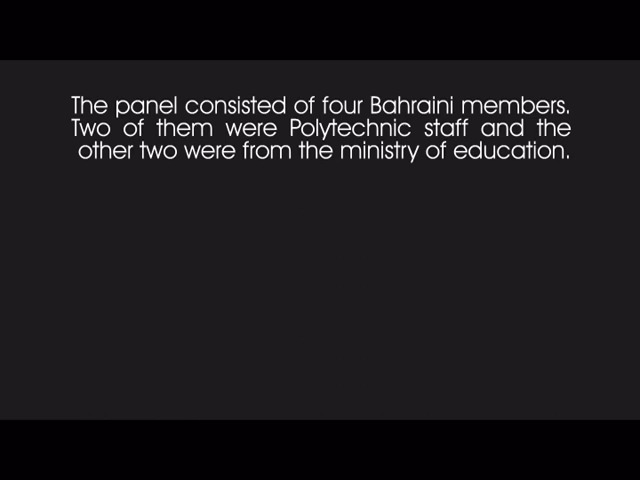 The panel consisted of four Bahraini members.
Two of them were Polytechnic staff and the
other two were from the ministry of education.